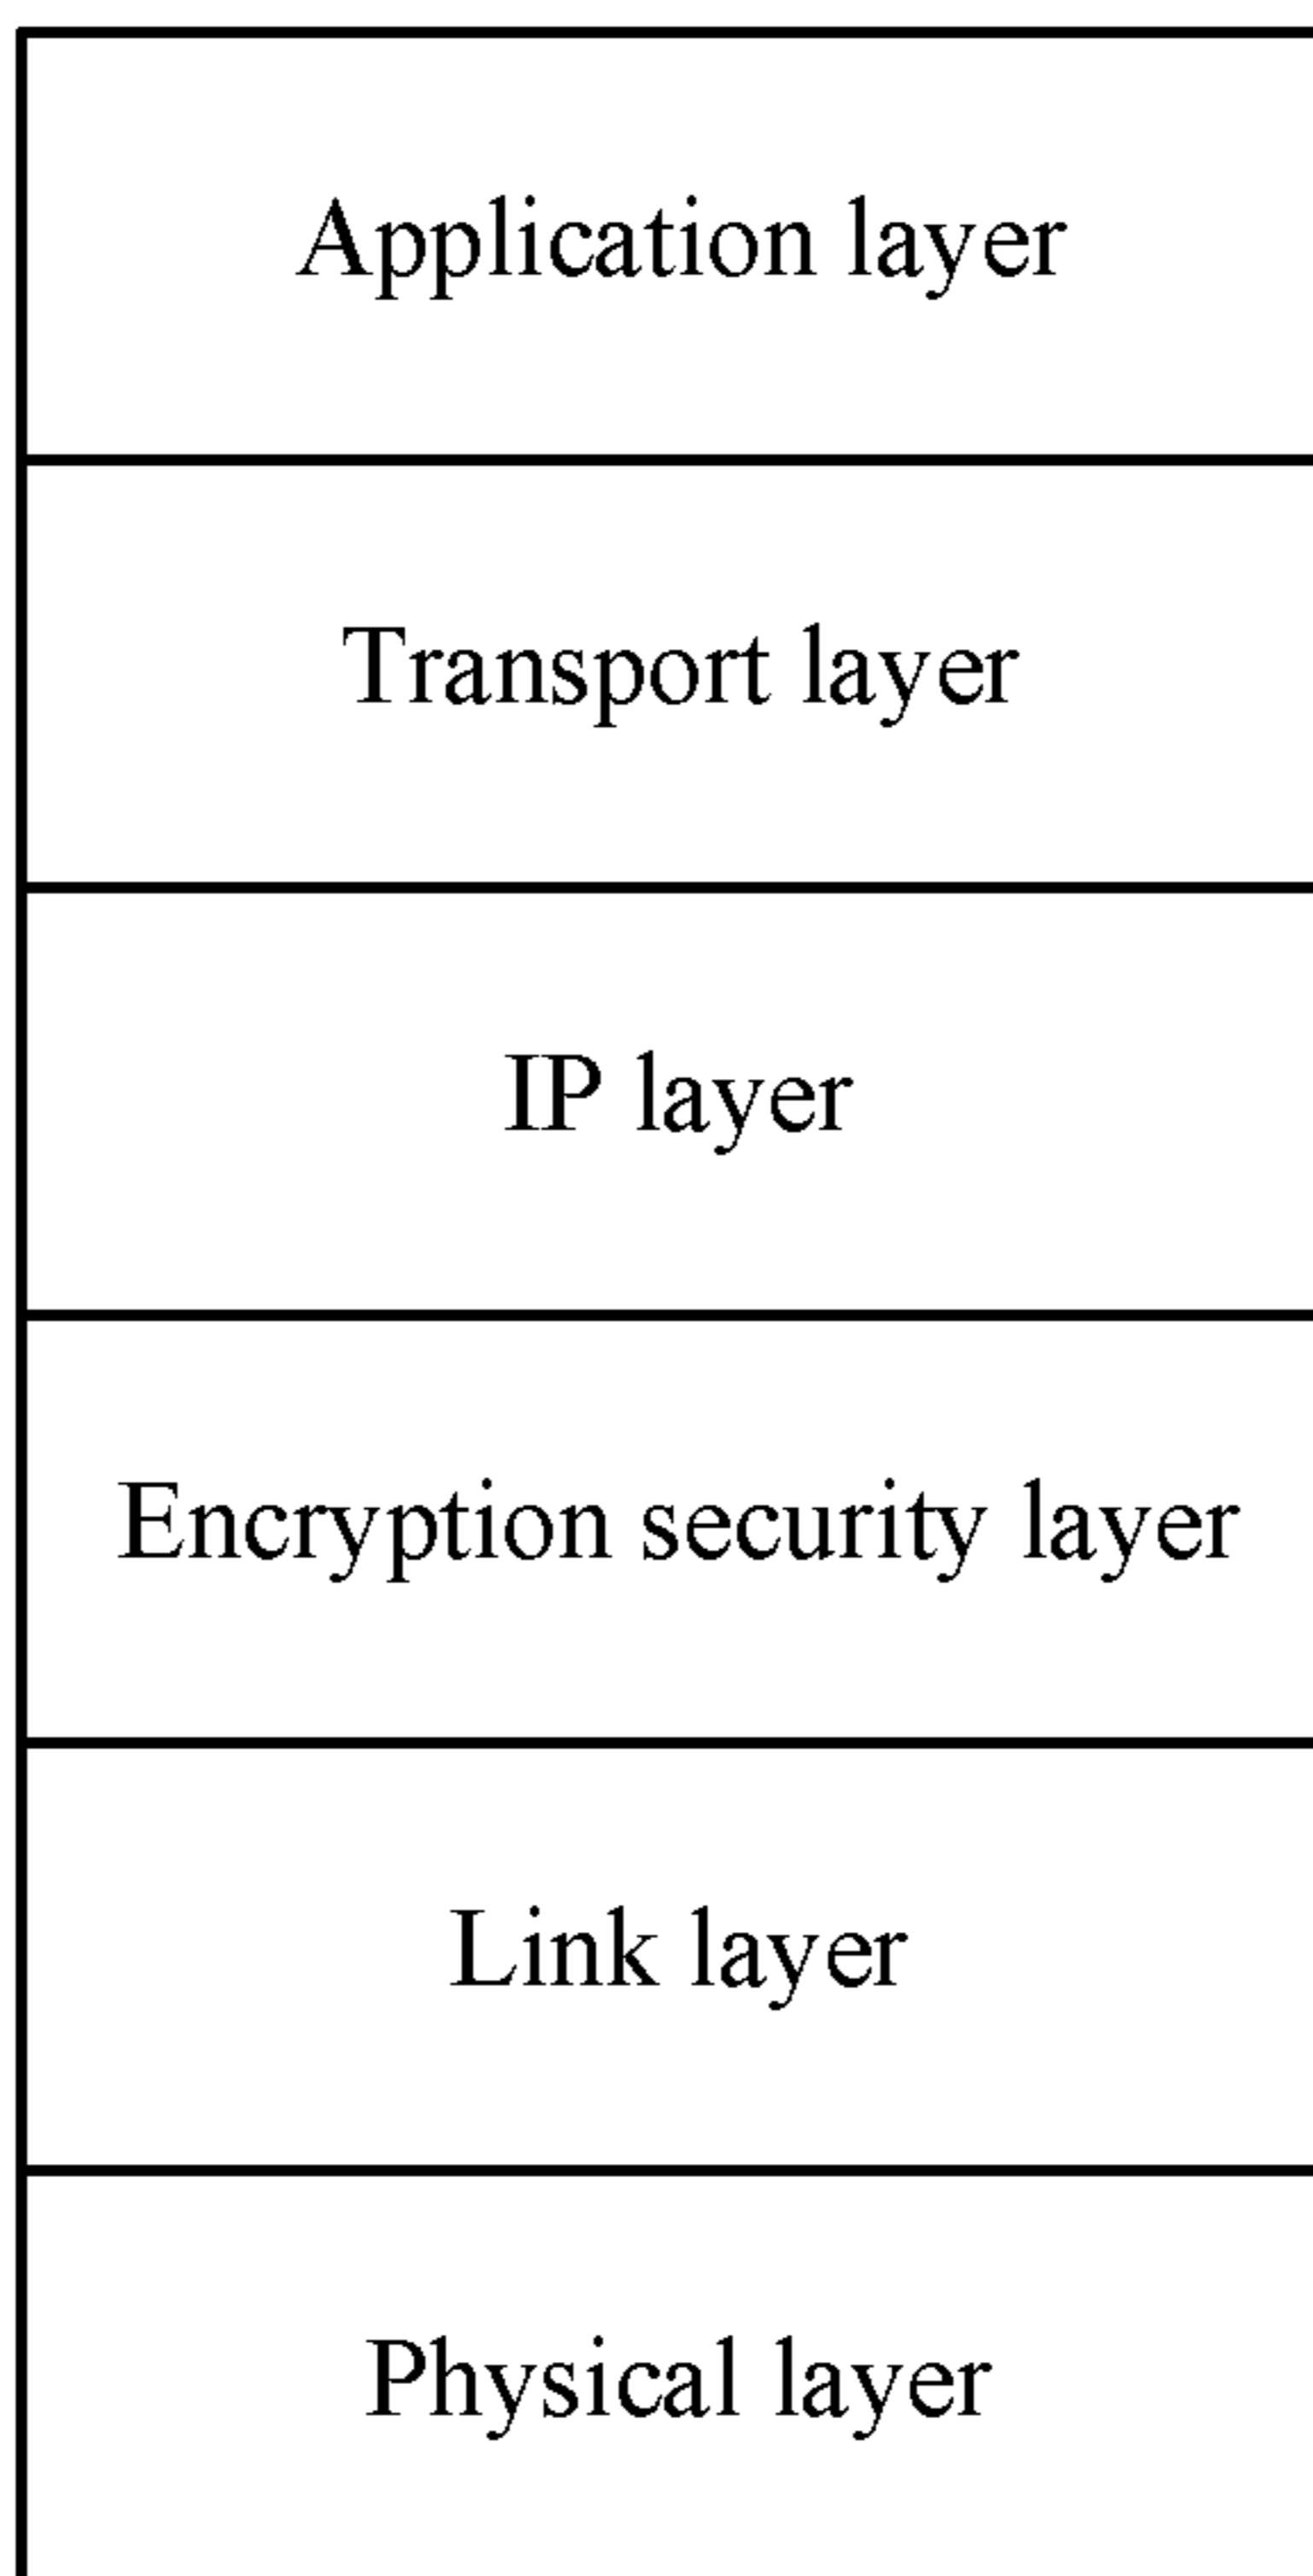 Application layer
Transport layer
IP layer
Encryption security layer
Link layer
Physical layer